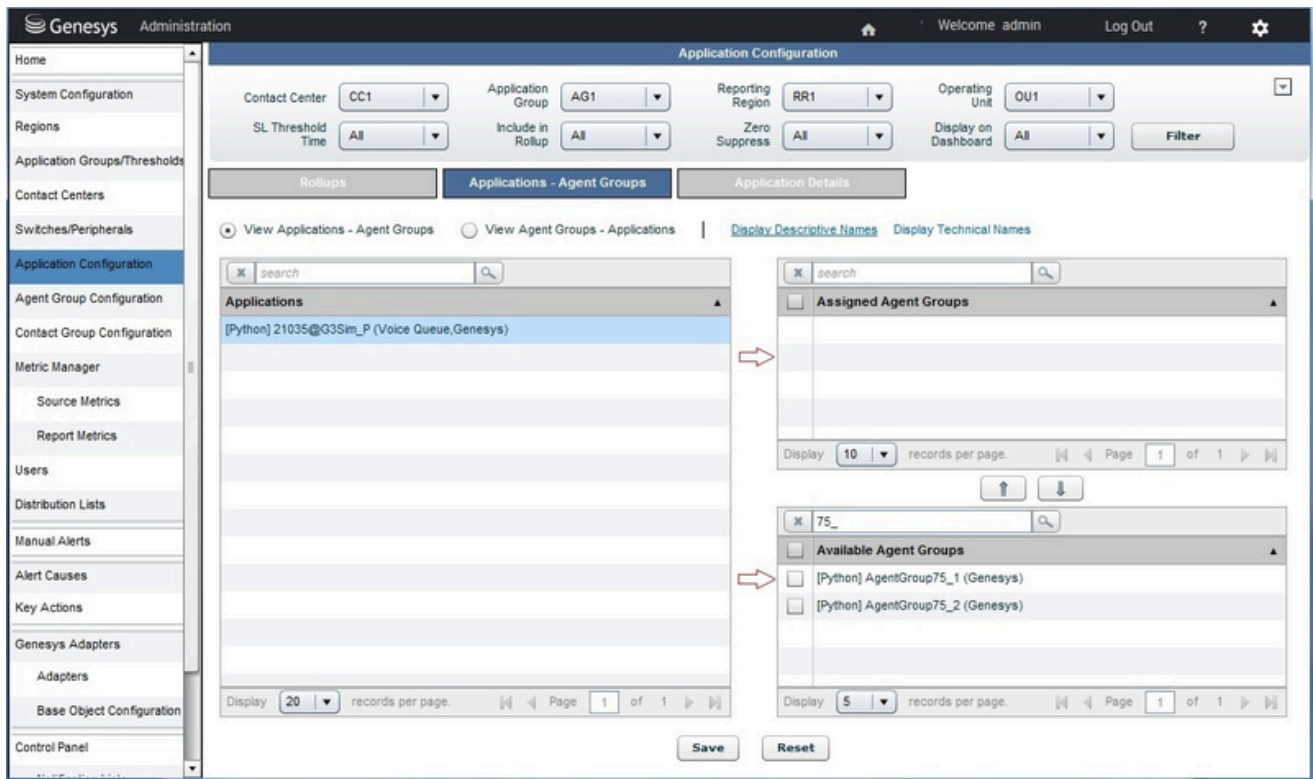 Genesys Administration Welcome admin Log Out ?
Home
System Configuration
Regions
Application Groups/Thresholds
Contact Centers
Switches/Peripherals
Application Configuration
Agent Group Configuration
Contact Group Configuration
Metric Manager
Source Metrics
Report Metrics
Users
Distribution Lists
Manual Alerts
Alert Causes
Key Actions
Genesys Adapters
Adapters
Base Object Configuration
Control Panel
Application Configuration
Contact Center CC1 Application Group AG1 Reporting Region RR1 Operating Unit OU1
SL Threshold Time All Include in Rollup All Zero Suppress All Display on Dashboard All Filter
Rollups Applications - Agent Groups Application Details
View Applications - Agent Groups View Agent Groups - Applications | Display Descriptive Names Display Technical Names
search
Applications
[Python] 21035@G3Sim_P (Voice Queue,Genesys)
Display 20 records per page. Page 1 of 1
search
Assigned Agent Groups
Display 10 records per page. Page 1 of 1
75_
Available Agent Groups
[Python] AgentGroup75_1 (Genesys)
[Python] AgentGroup75_2 (Genesys)
Display 5 records per page. Page 1 of 1
Save Reset